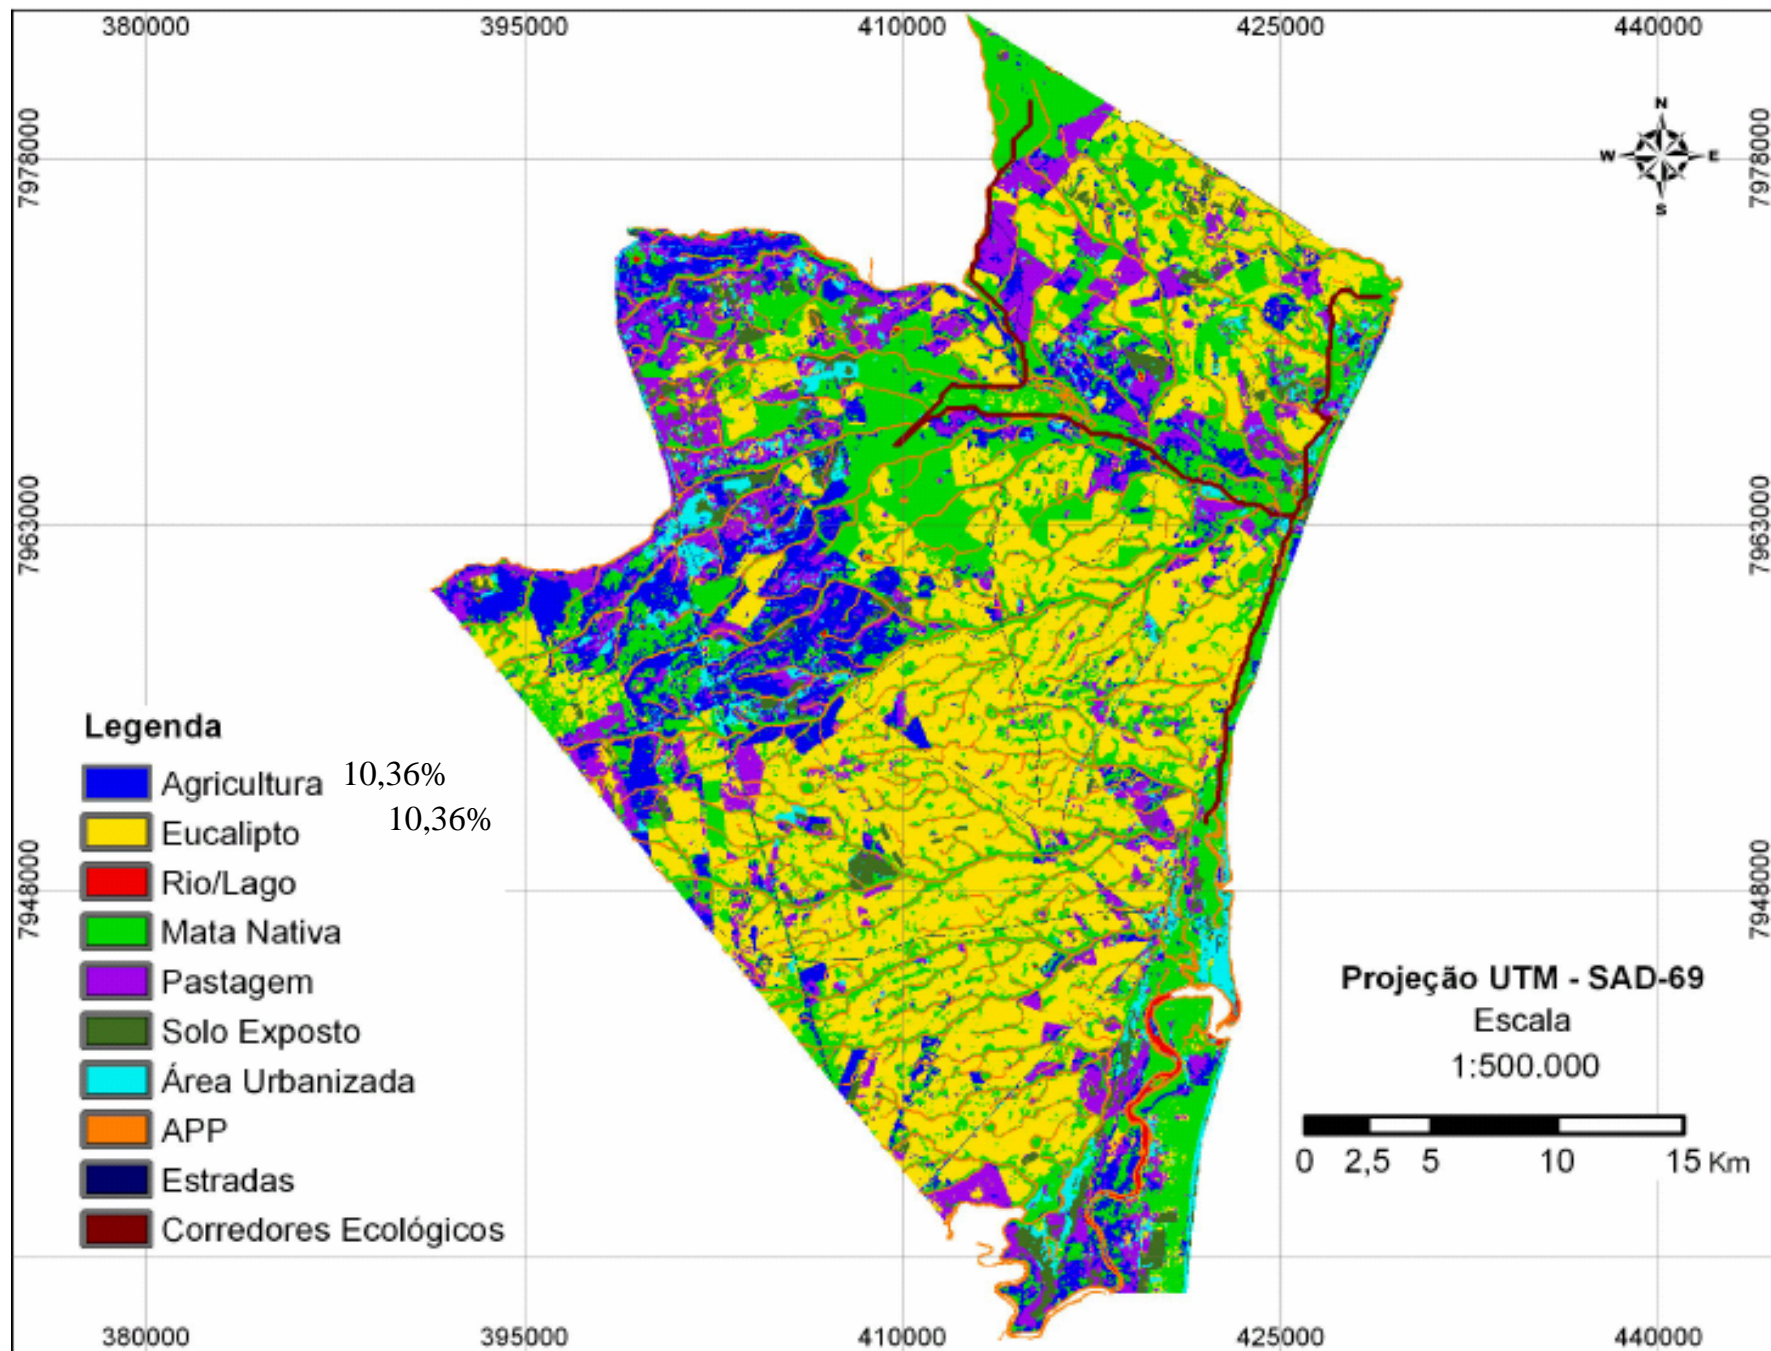 380000 395000 410000 425000 440000
N
W E
S
7978000 7978000
7963000 7963000
Legenda
Agricultura 10,36%
10,36%
Eucalipto
Rio/Lago
Mata Nativa
Pastagem
Solo Exposto
Área Urbanizada
APP
Estradas
Corredores Ecológicos
7948000 7948000
Projeção UTM - SAD-69
Escala
1:500.000
0 2,5 5 10 15 Km
380000 395000 410000 425000 440000